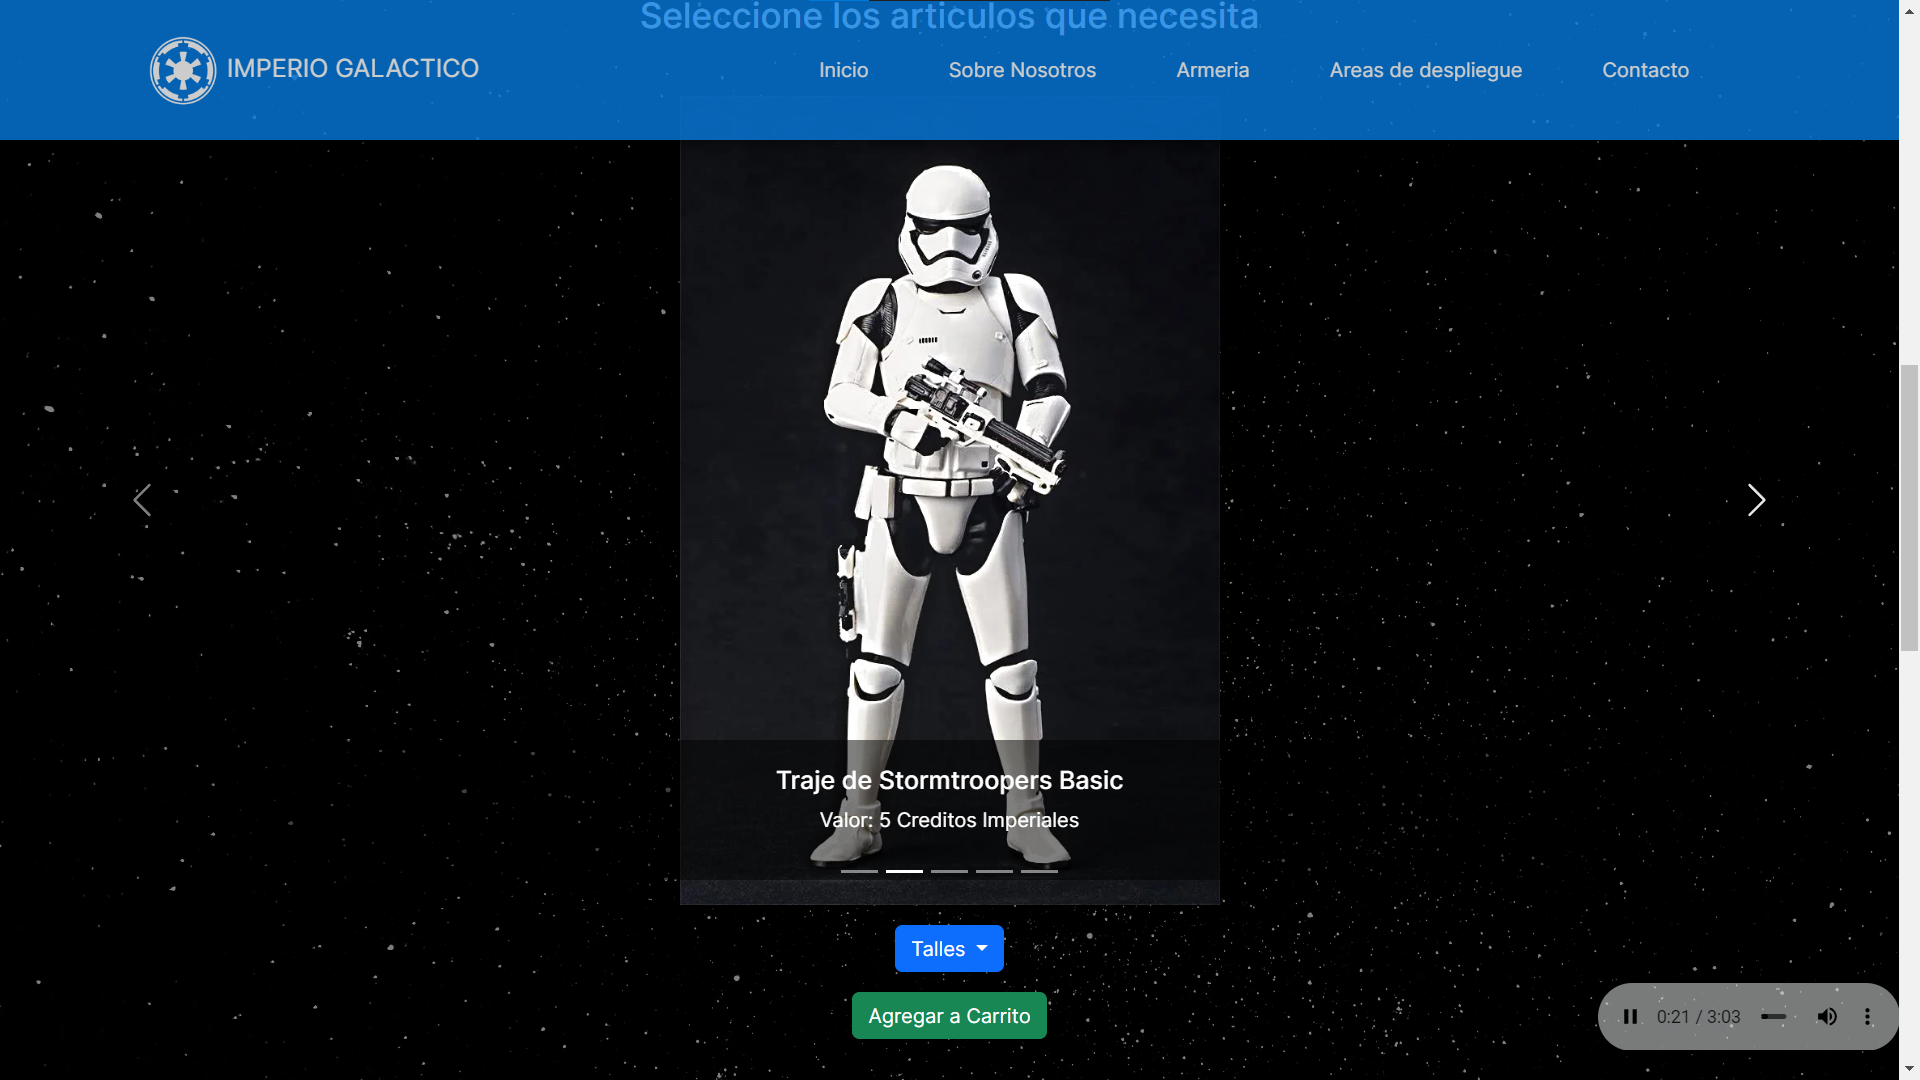 Seleccione los articulos que necesita
IMPERIO GALACTICO
Inicio
Sobre Nosotros
Armeria
Areas de despliegue
Contacto
Traje de Stormtroopers Basic
Valor: 5 Creditos Imperiales
Talles
Agregar a Carrito
0:21 / 3:03